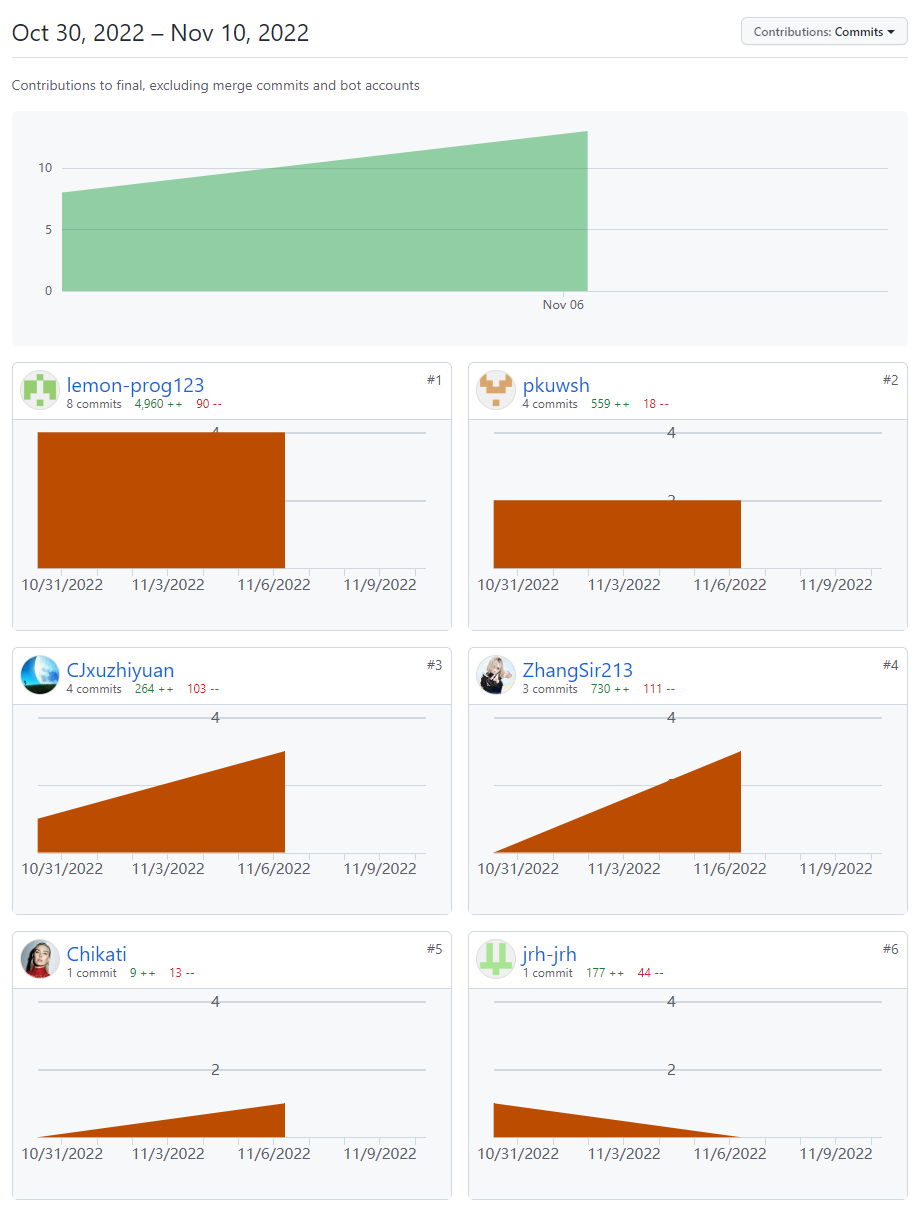 Oct 30, 2022 – Nov 10, 2022
Contributions: Commits
Contributions to final, excluding merge commits and bot accounts
10
5
0
Nov 06
lemon-prog123
#1
8 commits 4,960 ++ 90 --
4
10/31/2022 11/3/2022 11/6/2022 11/9/2022
pkuwsh
#2
4 commits 559 ++ 18 --
4
2
10/31/2022 11/3/2022 11/6/2022 11/9/2022
CJxuzhiyuan
#3
4 commits 264 ++ 103 --
4
10/31/2022 11/3/2022 11/6/2022 11/9/2022
ZhangSir213
#4
3 commits 730 ++ 111 --
4
10/31/2022 11/3/2022 11/6/2022 11/9/2022
Chikati
#5
1 commit 9 ++ 13 --
4
2
10/31/2022 11/3/2022 11/6/2022 11/9/2022
jrh-jrh
#6
1 commit 177 ++ 44 --
4
2
10/31/2022 11/3/2022 11/6/2022 11/9/2022